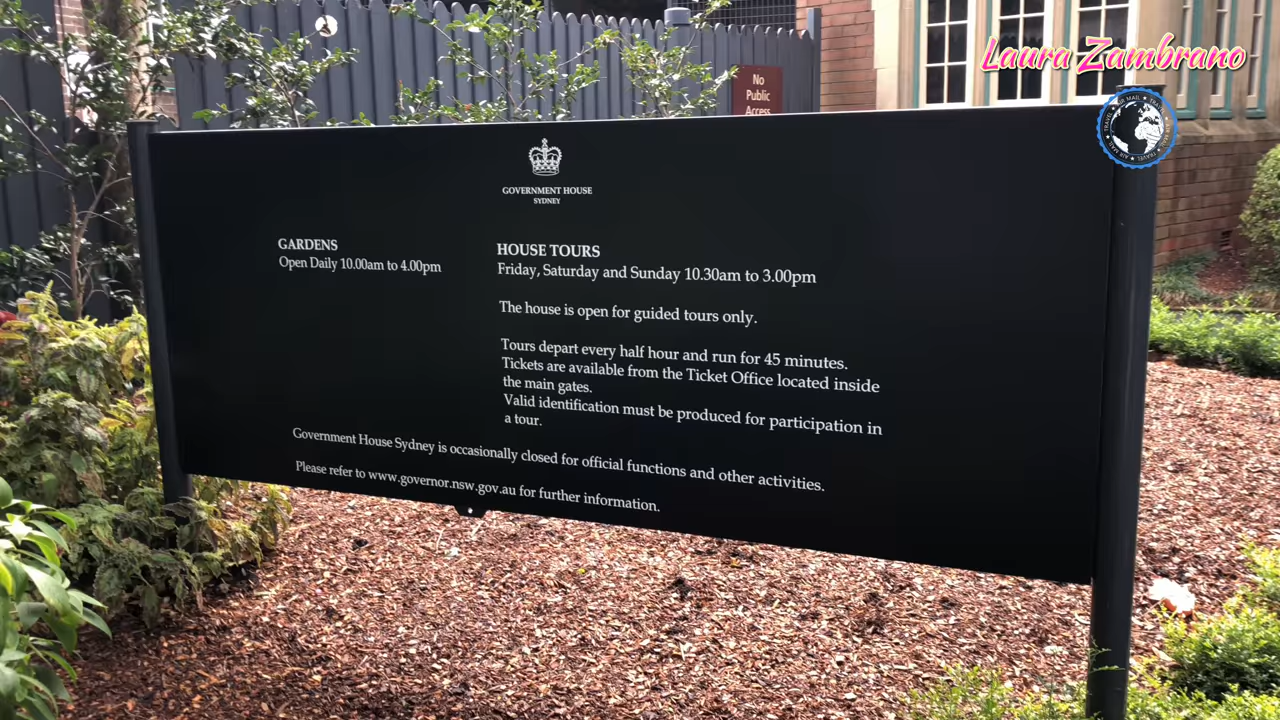 Laura Zambrano
No
Public
Access
AIR MAIL
TRAVEL
GOVERNMENT HOUSE
SYDNEY
GARDENS
Open Daily 10.00am to 4.00pm
HOUSE TOURS
Friday, Saturday and Sunday 10.30am to 3.00pm
The house is open for guided tours only.
Tours depart every half hour and run for 45 minutes.
Tickets are available from the Ticket Office located inside
the main gates.
Valid identification must be produced for participation in
a tour.
Government House Sydney is occasionally closed for official functions and other activities.
Please refer to www.governor.nsw.gov.au for further information.